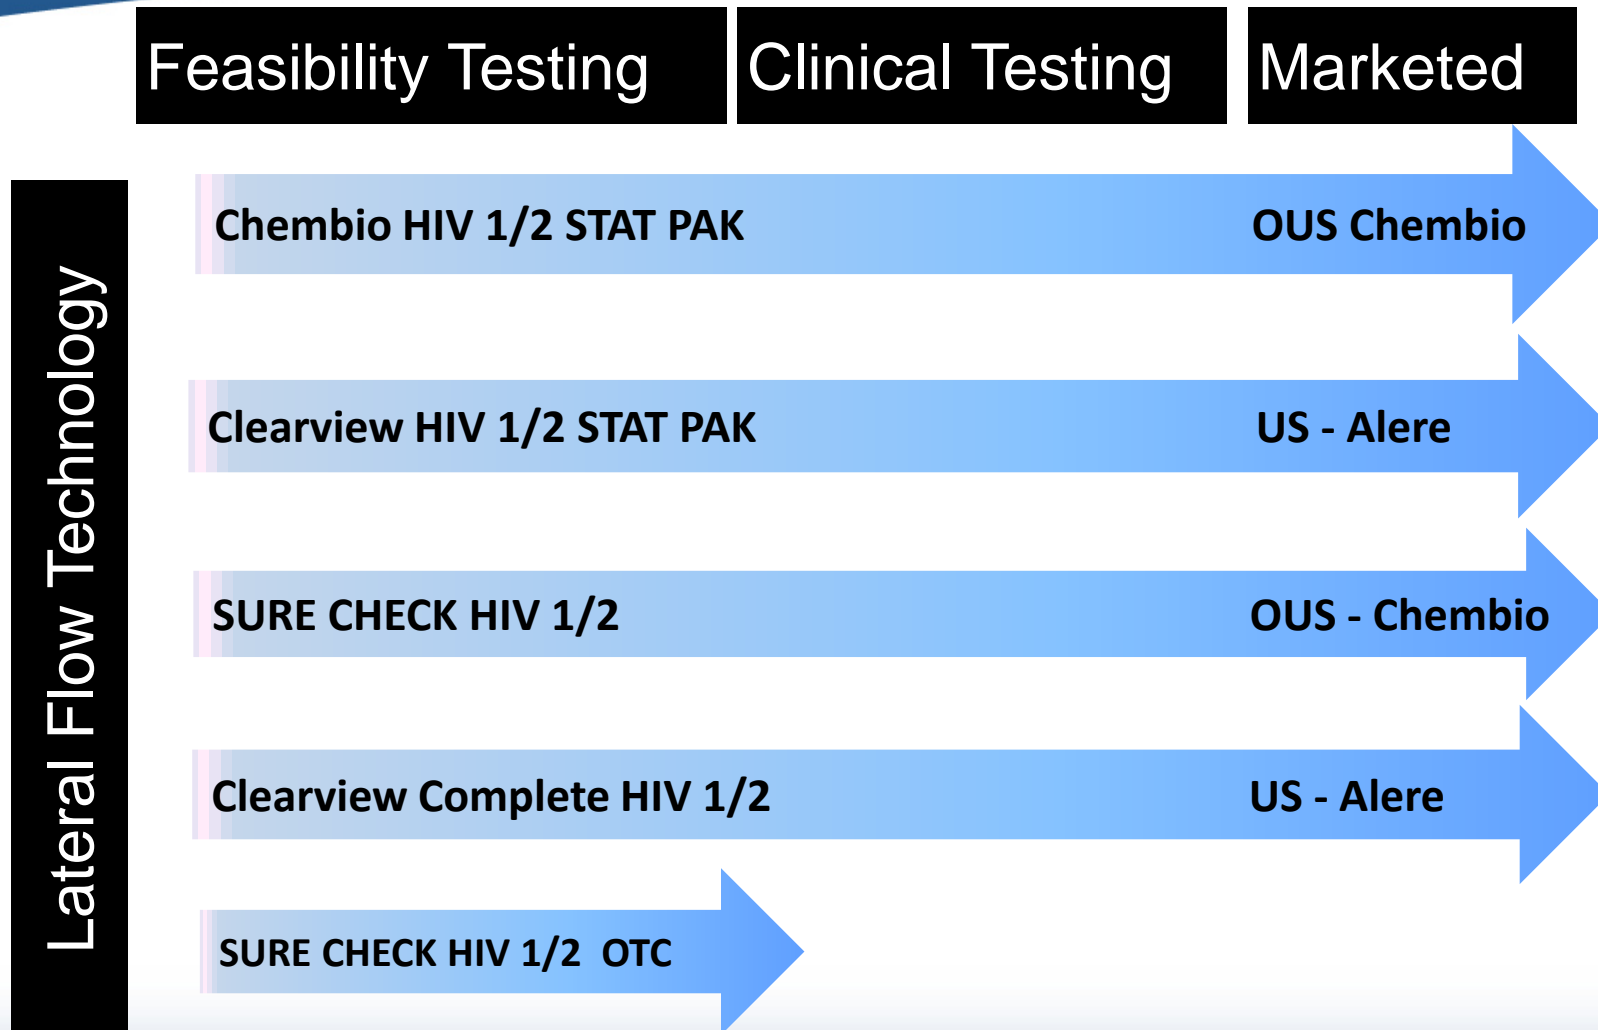 Feasibility Testing
Clinical Testing
Marketed
Lateral Flow Technology
Chembio HIV 1/2 STAT PAK
OUS Chembio
Clearview HIV 1/2 STAT PAK
US - Alere
SURE CHECK HIV 1/2
OUS - Chembio
Clearview Complete HIV 1/2
US - Alere
SURE CHECK HIV 1/2 OTC